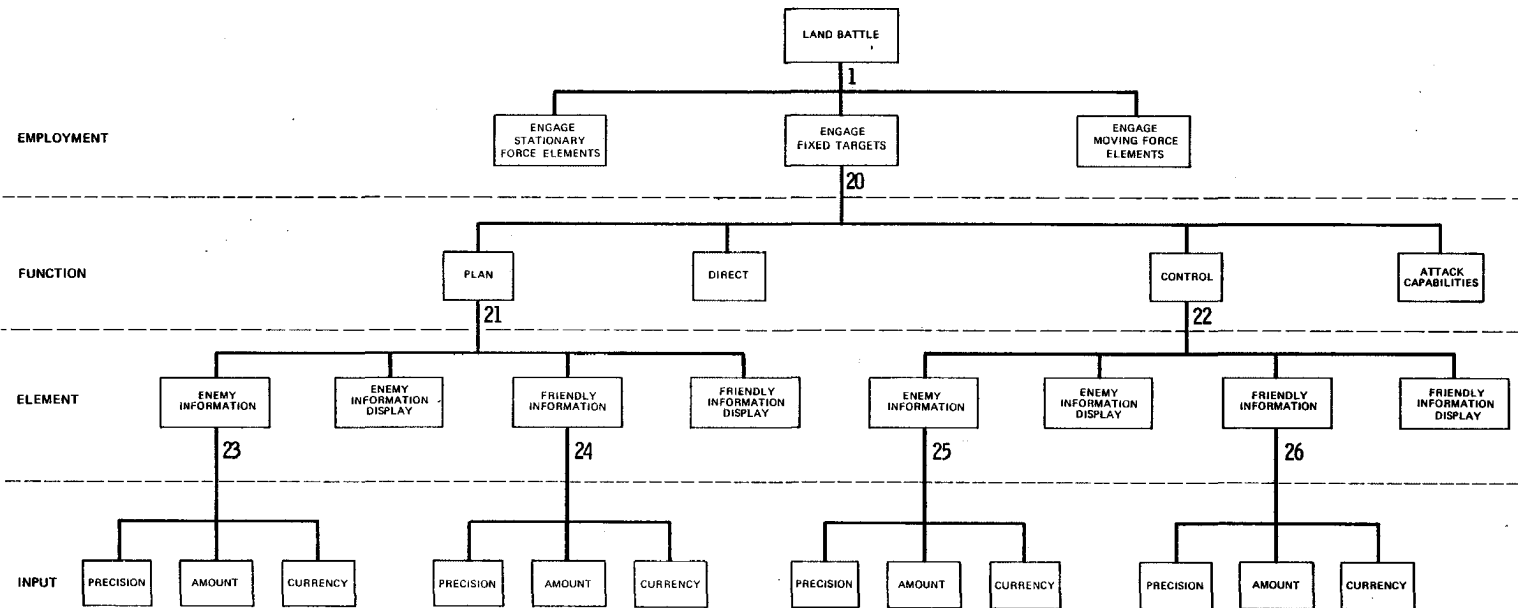 LAND BATTLE
1
EMPLOYMENT
ENGAGE
STATIONARY
FORCE ELEMENTS
ENGAGE
FIXED TARGETS
ENGAGE
MOVING FORCE
ELEMENTS
20
FUNCTION
PLAN
DIRECT
CONTROL
ATTACK
CAPABILITIES
21
22
ELEMENT
ENEMY
INFORMATION
ENEMY
INFORMATION
DISPLAY
FRIENDLY
INFORMATION
FRIENDLY
INFORMATION
DISPLAY
ENEMY
INFORMATION
ENEMY
INFORMATION
DISPLAY
FRIENDLY
INFORMATION
FRIENDLY
INFORMATION
DISPLAY
23
24
25
26
INPUT
PRECISION
AMOUNT
CURRENCY
PRECISION
AMOUNT
CURRENCY
PRECISION
AMOUNT
CURRENCY
PRECISION
AMOUNT
CURRENCY